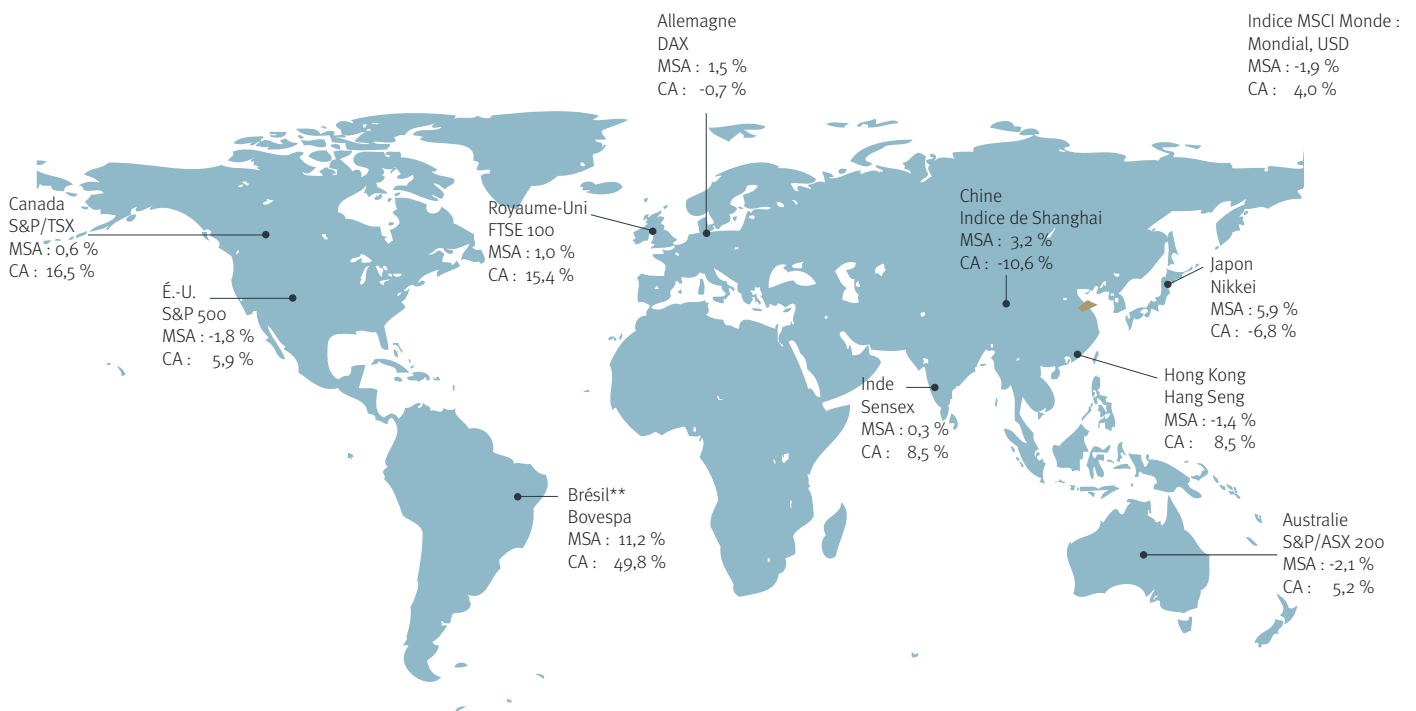 Allemagne
DAX
MSA : 1,5 %
CA : -0,7 %
Indice MSCI Monde :
Mondial, USD
MSA : -1,9 %
CA : 4,0 %
Canada
S&P/TSX
MSA : 0,6 %
CA : 16,5 %
Royaume-Uni
FTSE 100
MSA : 1,0 %
CA : 15,4 %
Chine
Indice de Shanghai
MSA : 3,2 %
CA : -10,6 %
Japon
Nikkei
MSA : 5,9 %
CA : -6,8 %
É.-U.
S&P 500
MSA : -1,8 %
CA : 5,9 %
Inde
Sensex
MSA : 0,3 %
CA : 8,5 %
Hong Kong
Hang Seng
MSA : -1,4 %
CA : 8,5 %
Brésil**
Bovespa
MSA : 11,2 %
CA : 49,8 %
Australie
S&P/ASX 200
MSA : -2,1 %
CA : 5,2 %